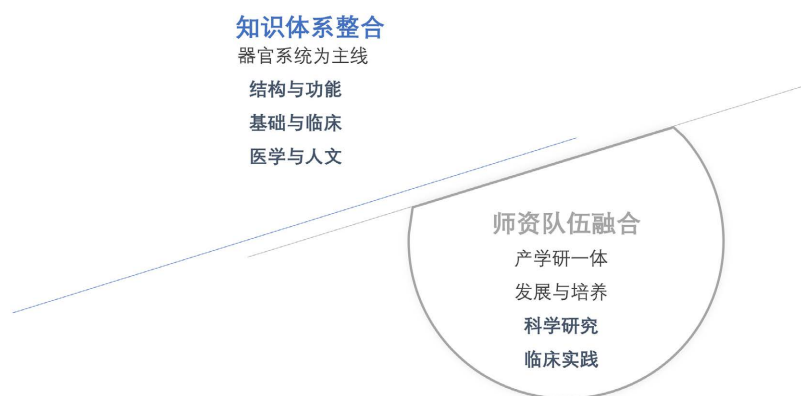 知识体系整合
器官系统为主线
结构与功能
基础与临床
医学与人文
师资队伍融合
产学研一体
发展与培养
科学研究
临床实践